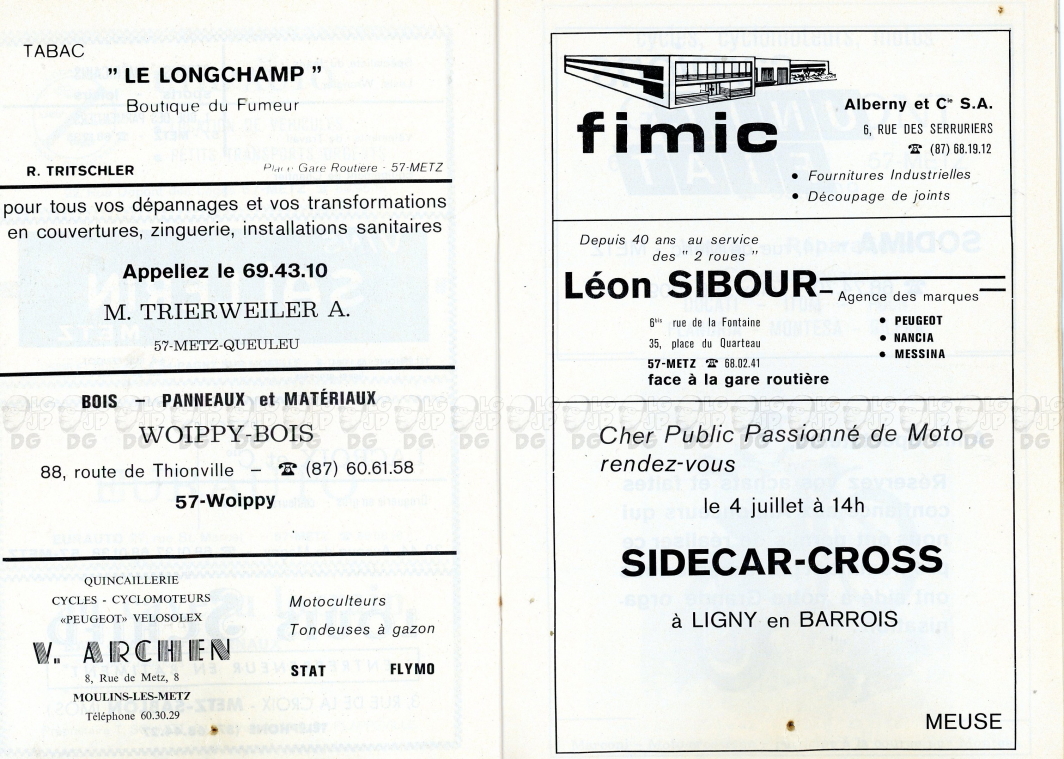 TABAC
" LE LONGCHAMP "
Boutique du Fumeur
R. TRITSCHLER
Place Gare Routière - 57-METZ
pour tous vos dépannages et vos transformations
en couvertures, zinguerie, installations sanitaires
Appellez le 69.43.10
M. TRIERWEILER A.
57-METZ-QUEULEU
BOIS – PANNEAUX et MATÉRIAUX
WOIPPY-BOIS
88, route de Thionville – ☎ (87) 60.61.58
57-Woippy
QUINCAILLERIE
CYCLES - CYCLOMOTEURS
«PEUGEOT» VELOSOLEX
V. ARCHEN
8, Rue de Metz, 8
MOULINS-LES-METZ
Téléphone 60.30.29
Motoculteurs
Tondeuses à gazon
STAT FLYMO
fimic
Alberny et Cie S.A.
6, RUE DES SERRURIERS
☎ (87) 68.19.12
• Fournitures Industrielles
• Découpage de joints
Depuis 40 ans au service
des " 2 roues "
Léon SIBOUR
Agence des marques
6bis rue de la Fontaine
35, place du Quarteau
57-METZ ☎ 68.02.41
face à la gare routière
• PEUGEOT
• NANCIA
• MESSINA
Cher Public Passionné de Moto
rendez-vous
le 4 juillet à 14h
SIDECAR-CROSS
à LIGNY en BARROIS
MEUSE